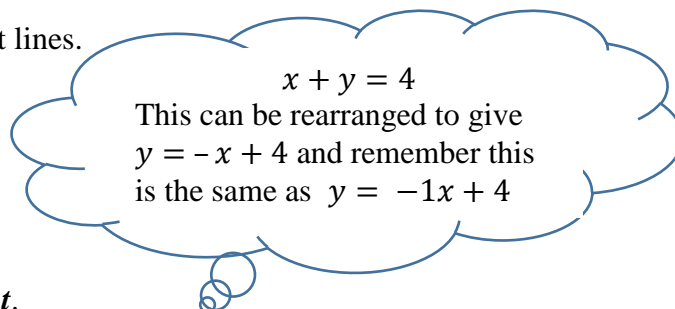 t lines.
x + y = 4
This can be rearranged to give
y = – x + 4 and remember this
is the same as y = −1x + 4
t.